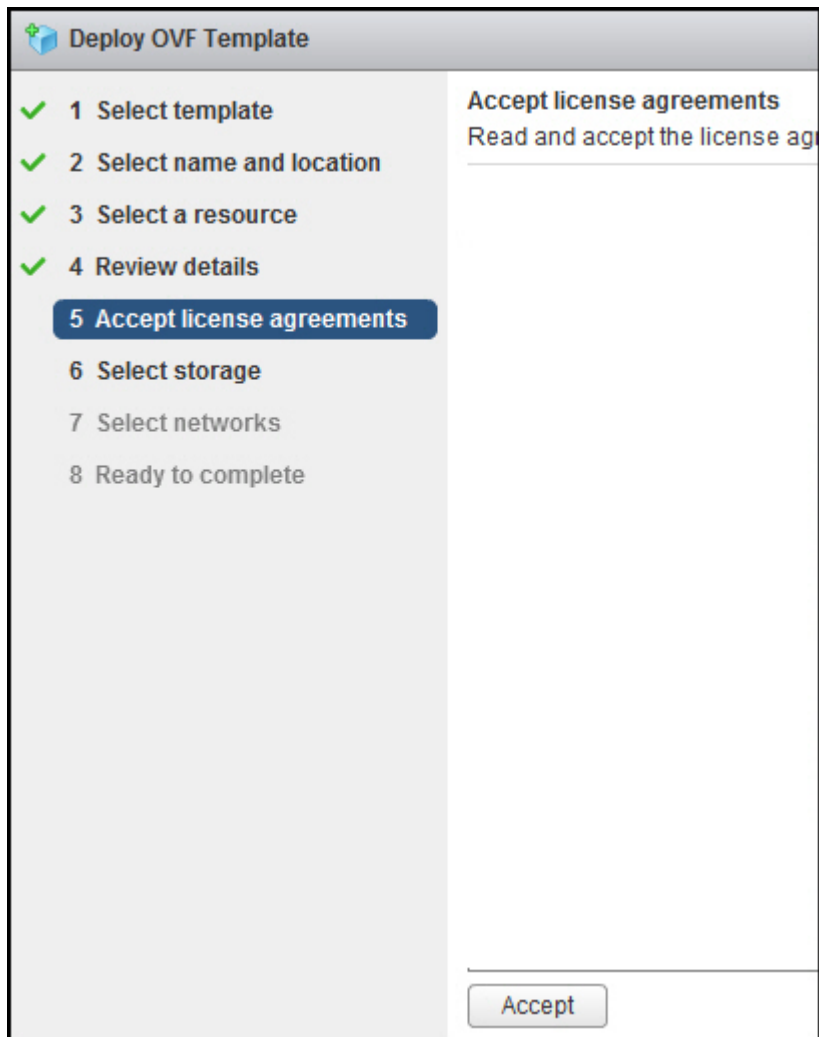 Deploy OVF Template
1 Select template
2 Select name and location
3 Select a resource
4 Review details
5 Accept license agreements
6 Select storage
7 Select networks
8 Ready to complete
Accept license agreements
Read and accept the license
Accept